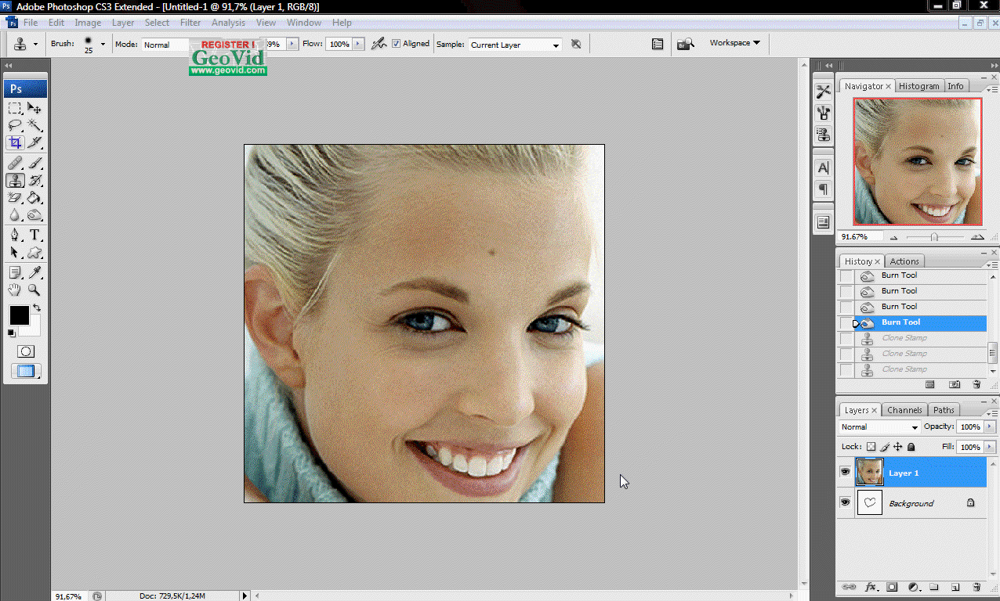 Adobe Photoshop CS3 Extended - [Untitled-1 @ 91,7% (Layer 1, RGB/8)]
File Edit Image Layer Select Filter Analysis View Window Help
Brush: 25 Mode: Normal Flow: 100% Aligned Sample: Current Layer Workspace
REGISTER !
GeoVid
www.geovid.com
Ps
Navigator Histogram Info
91.67%
History Actions
Burn Tool
Burn Tool
Burn Tool
Burn Tool
Clone Stamp
Clone Stamp
Clone Stamp
Layers Channels Paths
Normal Opacity: 100%
Lock: Fill: 100%
Layer 1
Background
91,67% Doc: 729,5K/1,24M